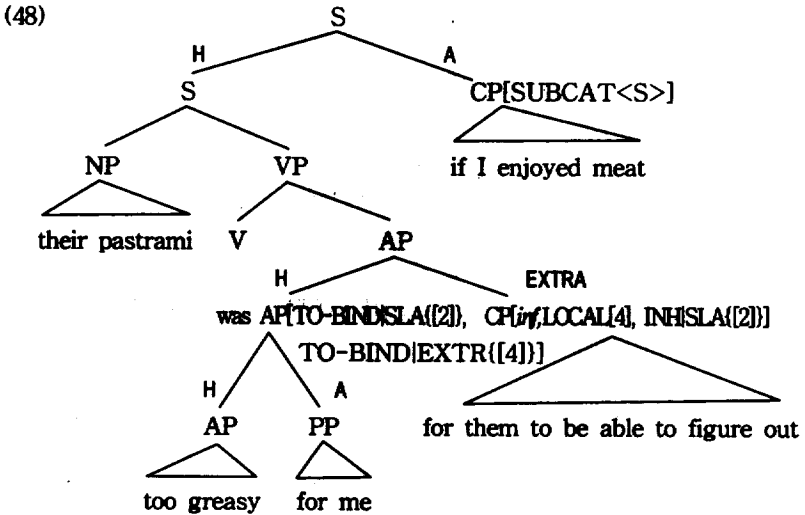 (48) S
H A
S CP[SUBCAT<S>]
NP VP if I enjoyed meat
their pastrami V AP
H EXTRA
was AP[TO-BIND|SLA{[2]}, CP[inf,LOCAL[4], INH|SLA{[2]}]
TO-BIND|EXTR{[4]}]
H A
AP PP for them to be able to figure out
too greasy for me